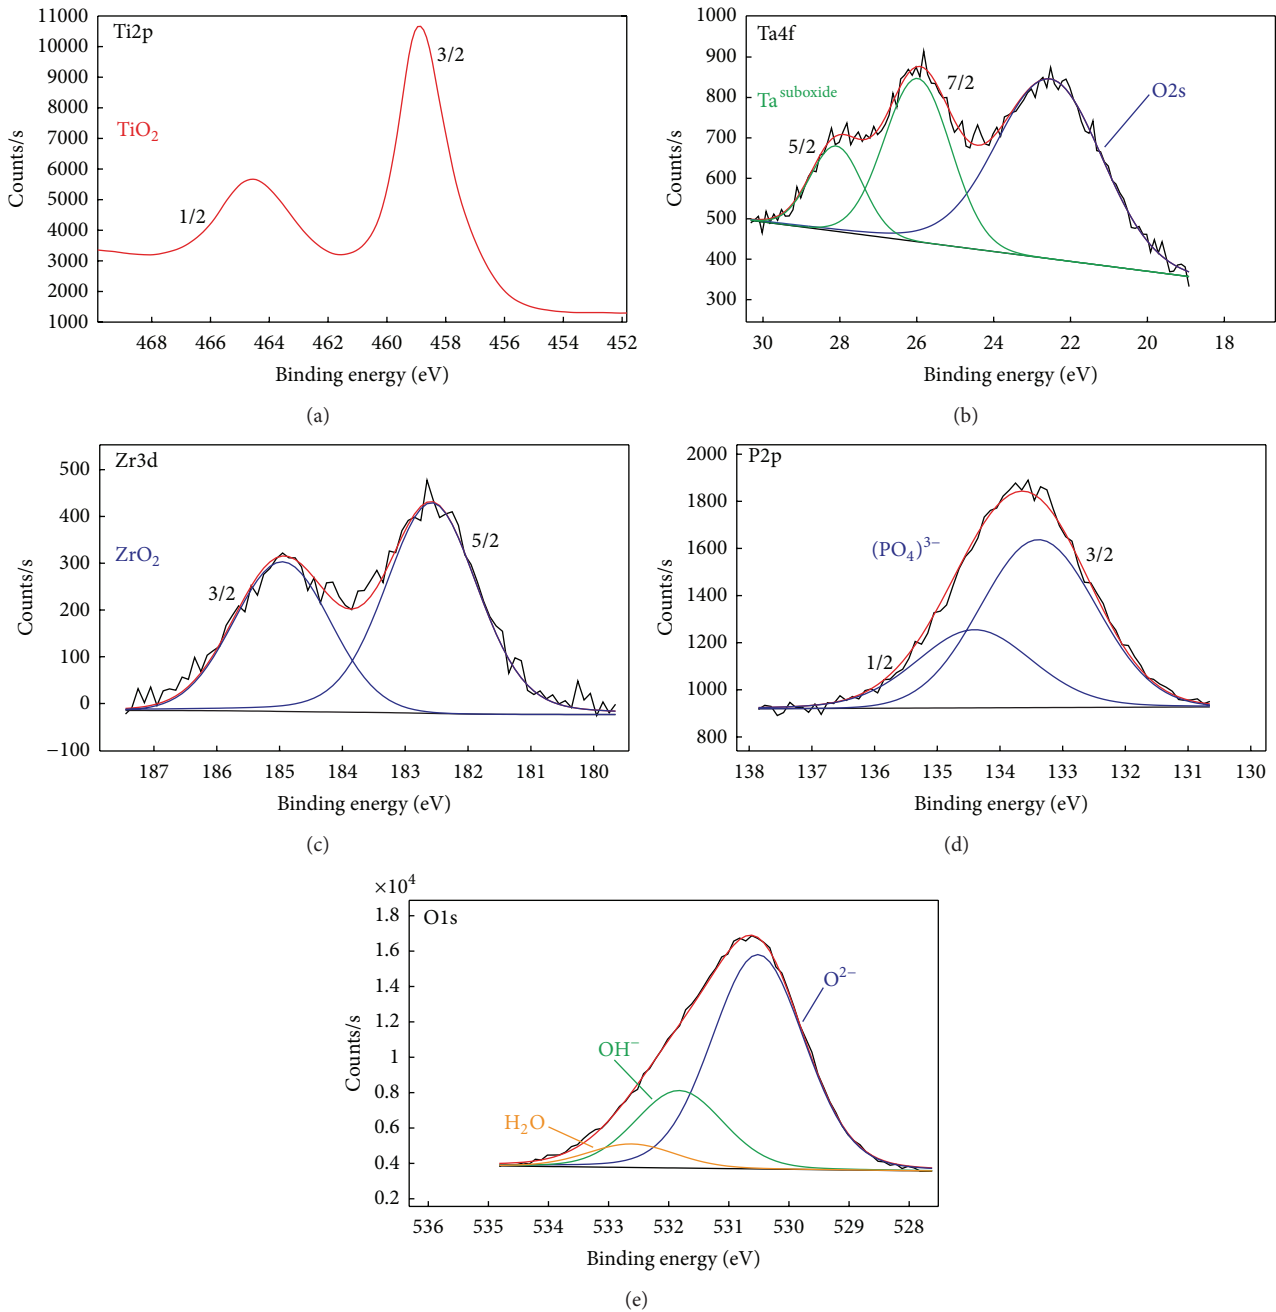 Ti2p
TiO2
1/2
3/2
11000
10000
9000
8000
7000
6000
5000
4000
3000
2000
1000
Counts/s
468 466 464 462 460 458 456 454 452
Binding energy (eV)
(a)
Ta4f
Ta suboxide
5/2
7/2
O2s
1000
900
800
700
600
500
400
300
Counts/s
30 28 26 24 22 20 18
Binding energy (eV)
(b)
Zr3d
ZrO2
3/2
5/2
500
400
300
200
100
0
−100
Counts/s
187 186 185 184 183 182 181 180
Binding energy (eV)
(c)
P2p
(PO4)3−
3/2
1/2
2000
1800
1600
1400
1200
1000
800
Counts/s
138 137 136 135 134 133 132 131 130
Binding energy (eV)
(d)
×104
O1s
O2−
OH−
H2O
1.8
1.6
1.4
1.2
1
0.8
0.6
0.4
0.2
Counts/s
536 535 534 533 532 531 530 529 528
Binding energy (eV)
(e)